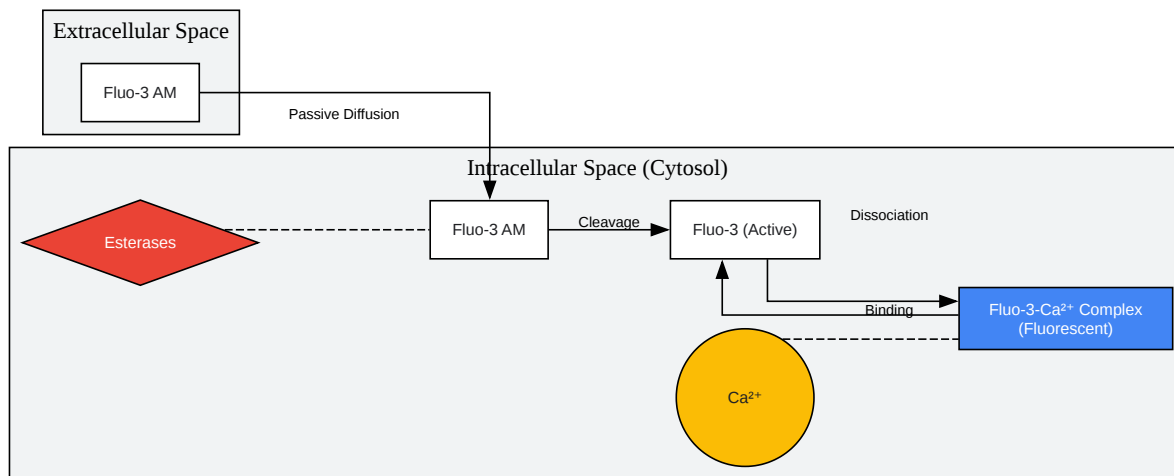 Extracellular Space
Fluo-3 AM
Passive Diffusion
Intracellular Space (Cytosol)
Esterases
Fluo-3 AM
Cleavage
Fluo-3 (Active)
Dissociation
Binding
Fluo-3-Ca²⁺ Complex
(Fluorescent)
Ca²⁺